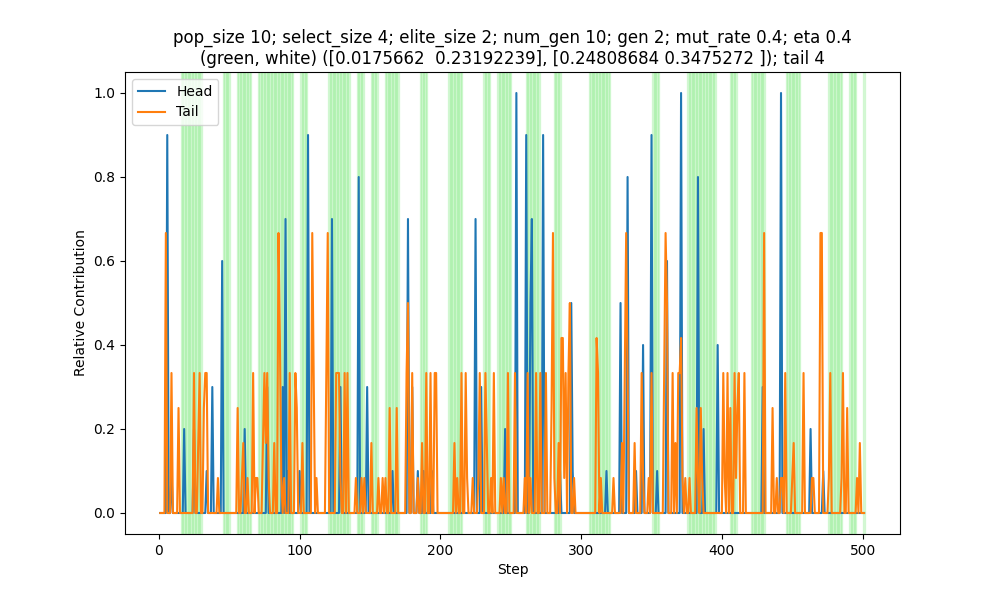 pop_size 10; select_size 4; elite_size 2; num_gen 10; gen 2; mut_rate 0.4; eta 0.4
(green, white) ([0.0175662  0.23192239], [0.24808684 0.3475272 ]); tail 4
Head
Tail
1.0
0.8
0.6
0.4
0.2
0.0
Relative Contribution
0 100 200 300 400 500
Step